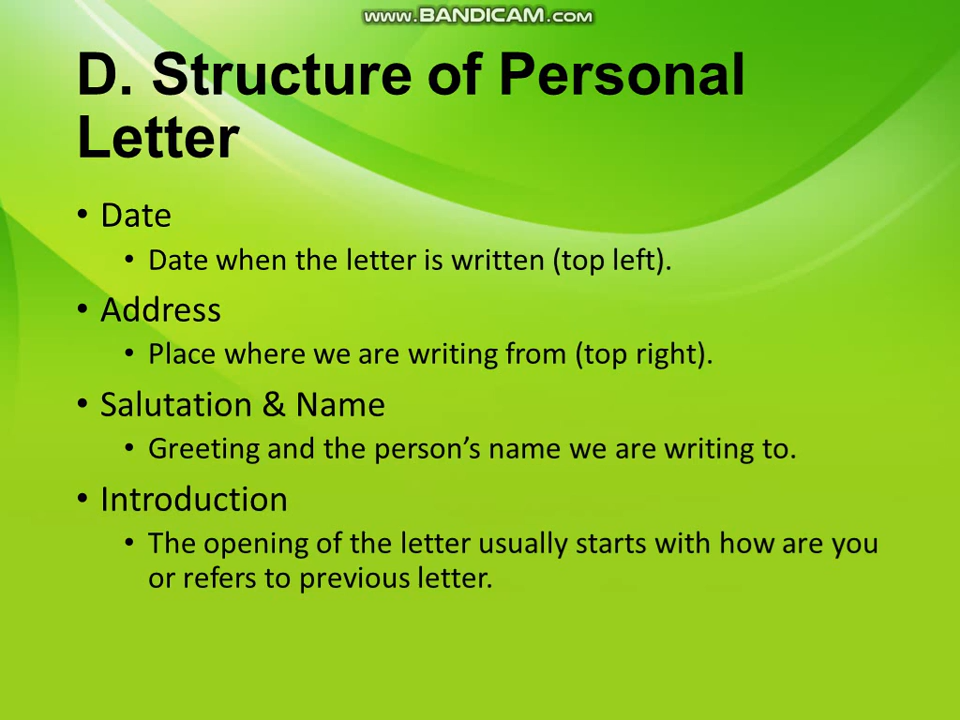 www.BANDICAM.com
D. Structure of Personal
Letter
• Date
• Date when the letter is written (top left).
• Address
• Place where we are writing from (top right).
• Salutation & Name
• Greeting and the person’s name we are writing to.
• Introduction
• The opening of the letter usually starts with how are you
or refers to previous letter.